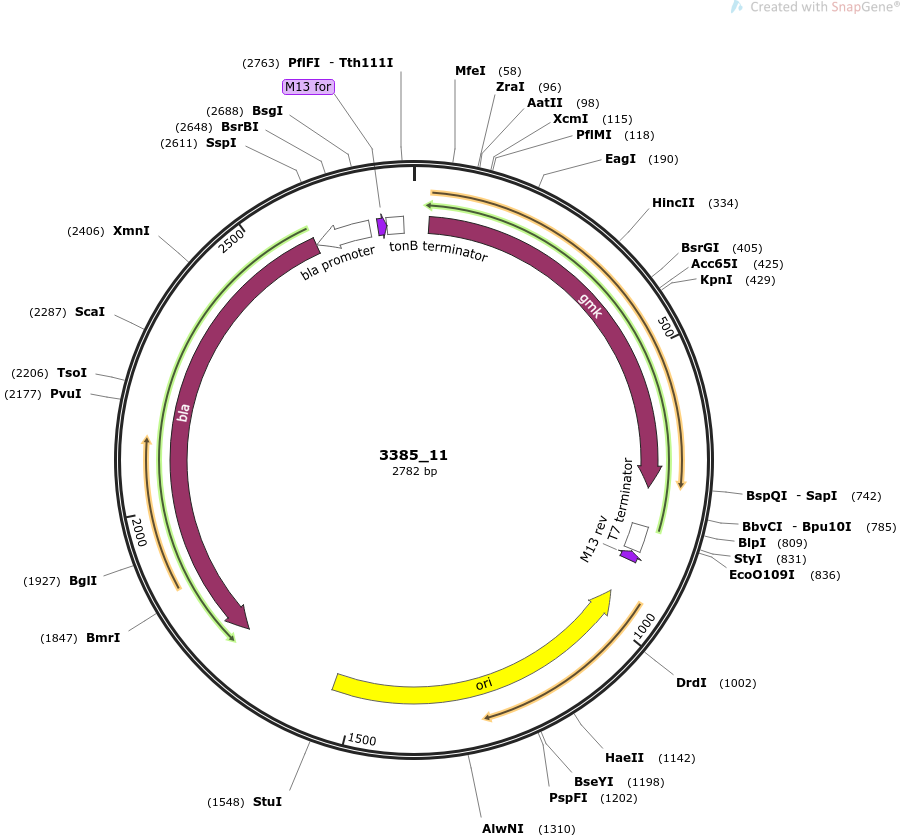 Created with SnapGene®
(2763) PflFI - Tth111I
M13 for
(2688) BsgI
(2648) BsrBI
(2611) SspI
MfeI (58)
ZraI (96)
AatII (98)
XcmI (115)
PflMI (118)
EagI (190)
HincII (334)
(2406) XmnI
BsrGI (405)
Acc65I (425)
KpnI (429)
2500
bla promoter
tonB terminator
gmk
500
(2287) ScaI
(2206) TsoI
(2177) PvuI
bla
3385_11
2782 bp
T7 terminator
M13 rev
BspQI - SapI (742)
BbvCI - Bpu10I (785)
BlpI (809)
StyI (831)
EcoO109I (836)
2000
(1927) BglI
(1847) BmrI
1000
DrdI (1002)
ori
1500
HaeII (1142)
BseYI (1198)
PspFI (1202)
(1548) StuI
AlwNI (1310)